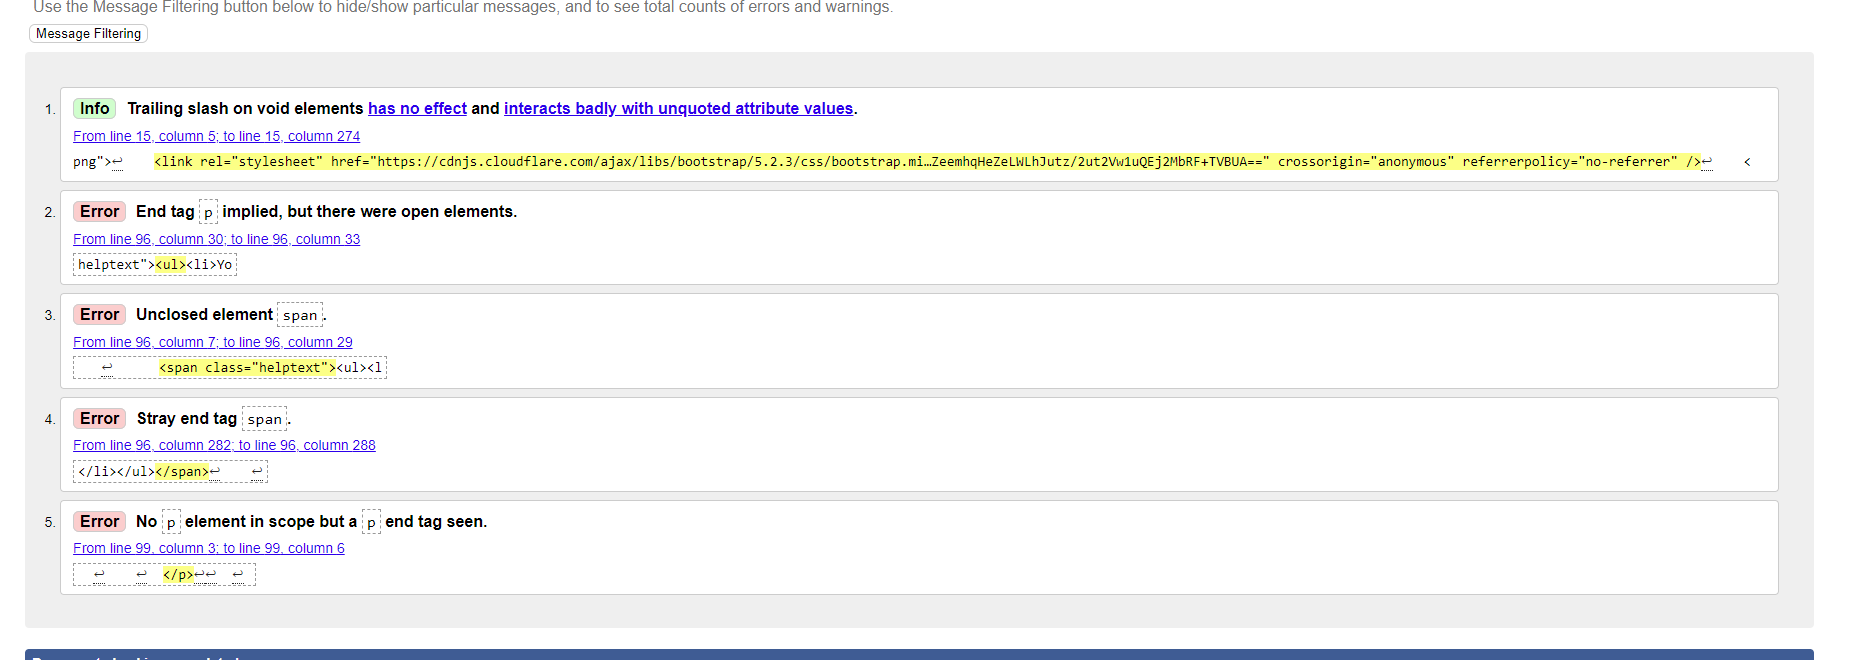 Use the Message Filtering button below to hide/show particular messages, and to see total counts of errors and warnings.
Message Filtering
1. Info Trailing slash on void elements has no effect and interacts badly with unquoted attribute values.
From line 15, column 5; to line 15, column 274
png">↩ <link rel="stylesheet" href="https://cdnjs.cloudflare.com/ajax/libs/bootstrap/5.2.3/css/bootstrap.mi…ZeemhqHeZeLWLhJutz/2ut2Vw1uQEj2MbRF+TVBUA==" crossorigin="anonymous" referrerpolicy="no-referrer" />↩ <
2. Error End tag p implied, but there were open elements.
From line 96, column 30; to line 96, column 33
helptext"><ul><li>Yo
3. Error Unclosed element span.
From line 96, column 7; to line 96, column 29
↩ <span class="helptext"><ul><l
4. Error Stray end tag span.
From line 96, column 282; to line 96, column 288
</li></ul></span>↩ ↩
5. Error No p element in scope but a p end tag seen.
From line 99, column 3; to line 99, column 6
↩ ↩ </p>↩↩ ↩